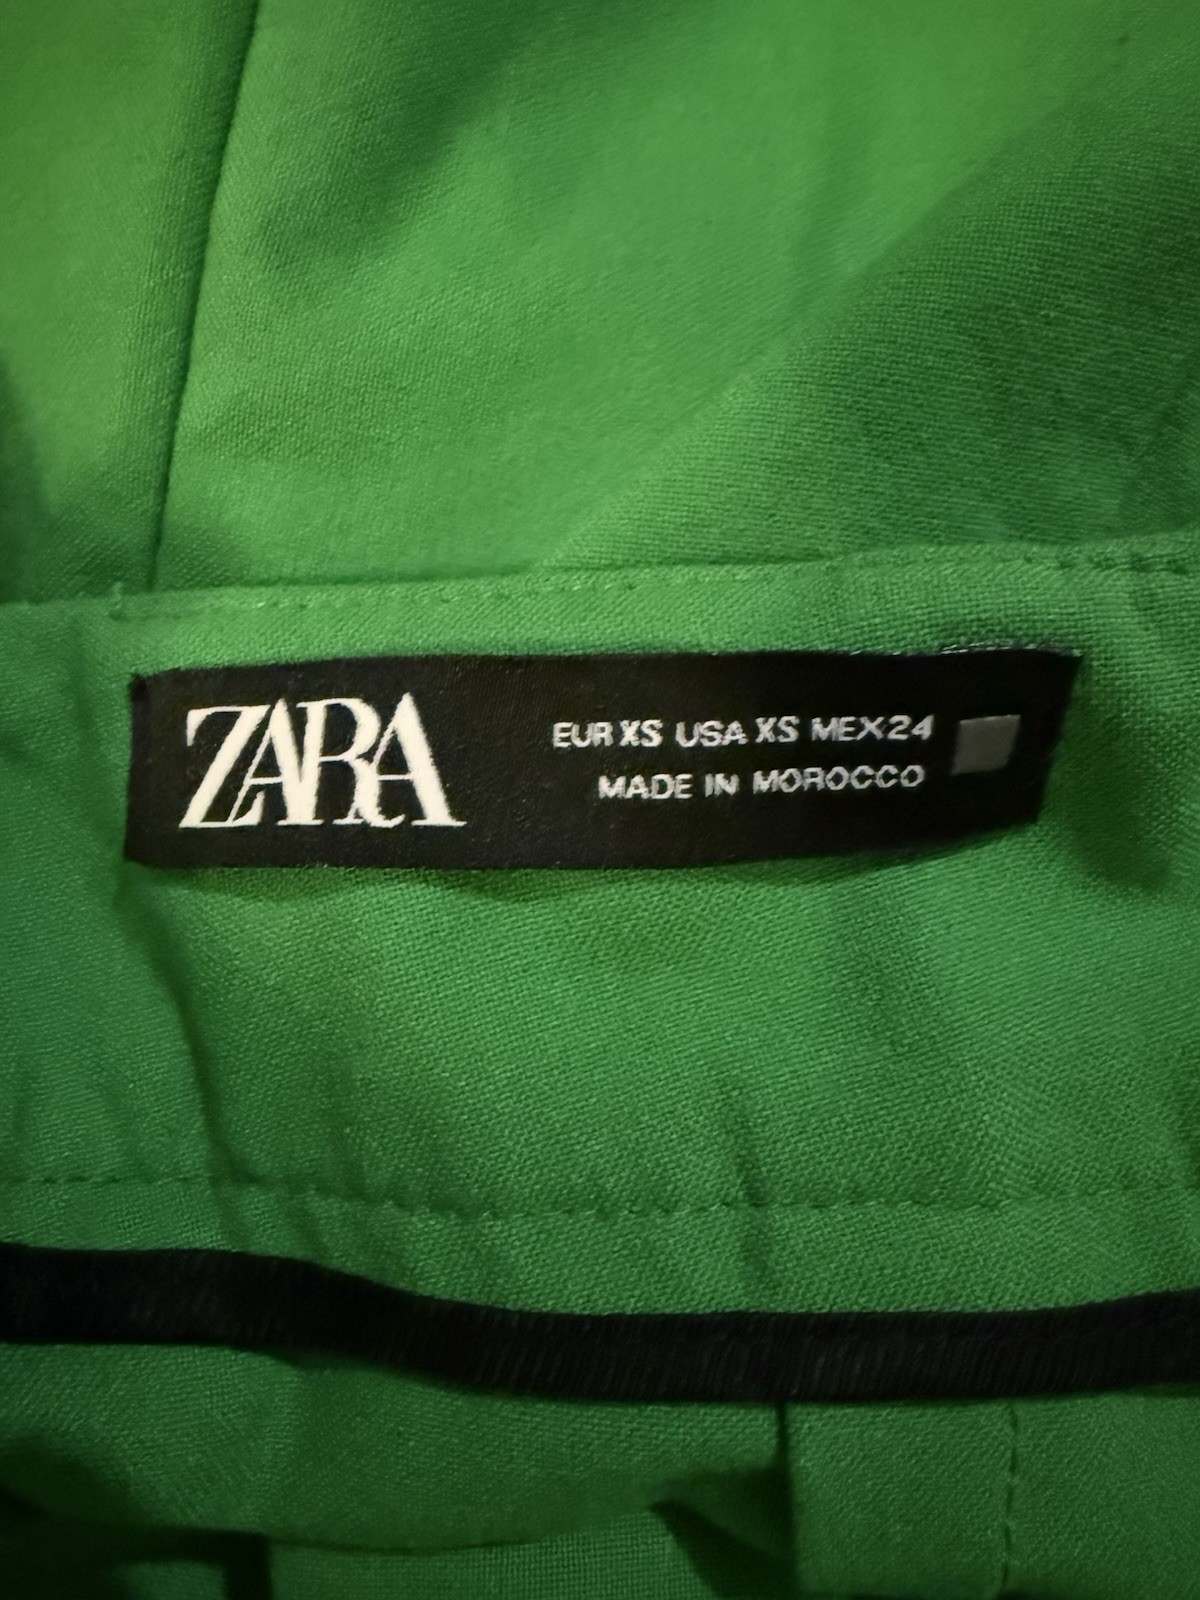 ZARA
EUR XS USA XS MEX 24
MADE IN MOROCCO